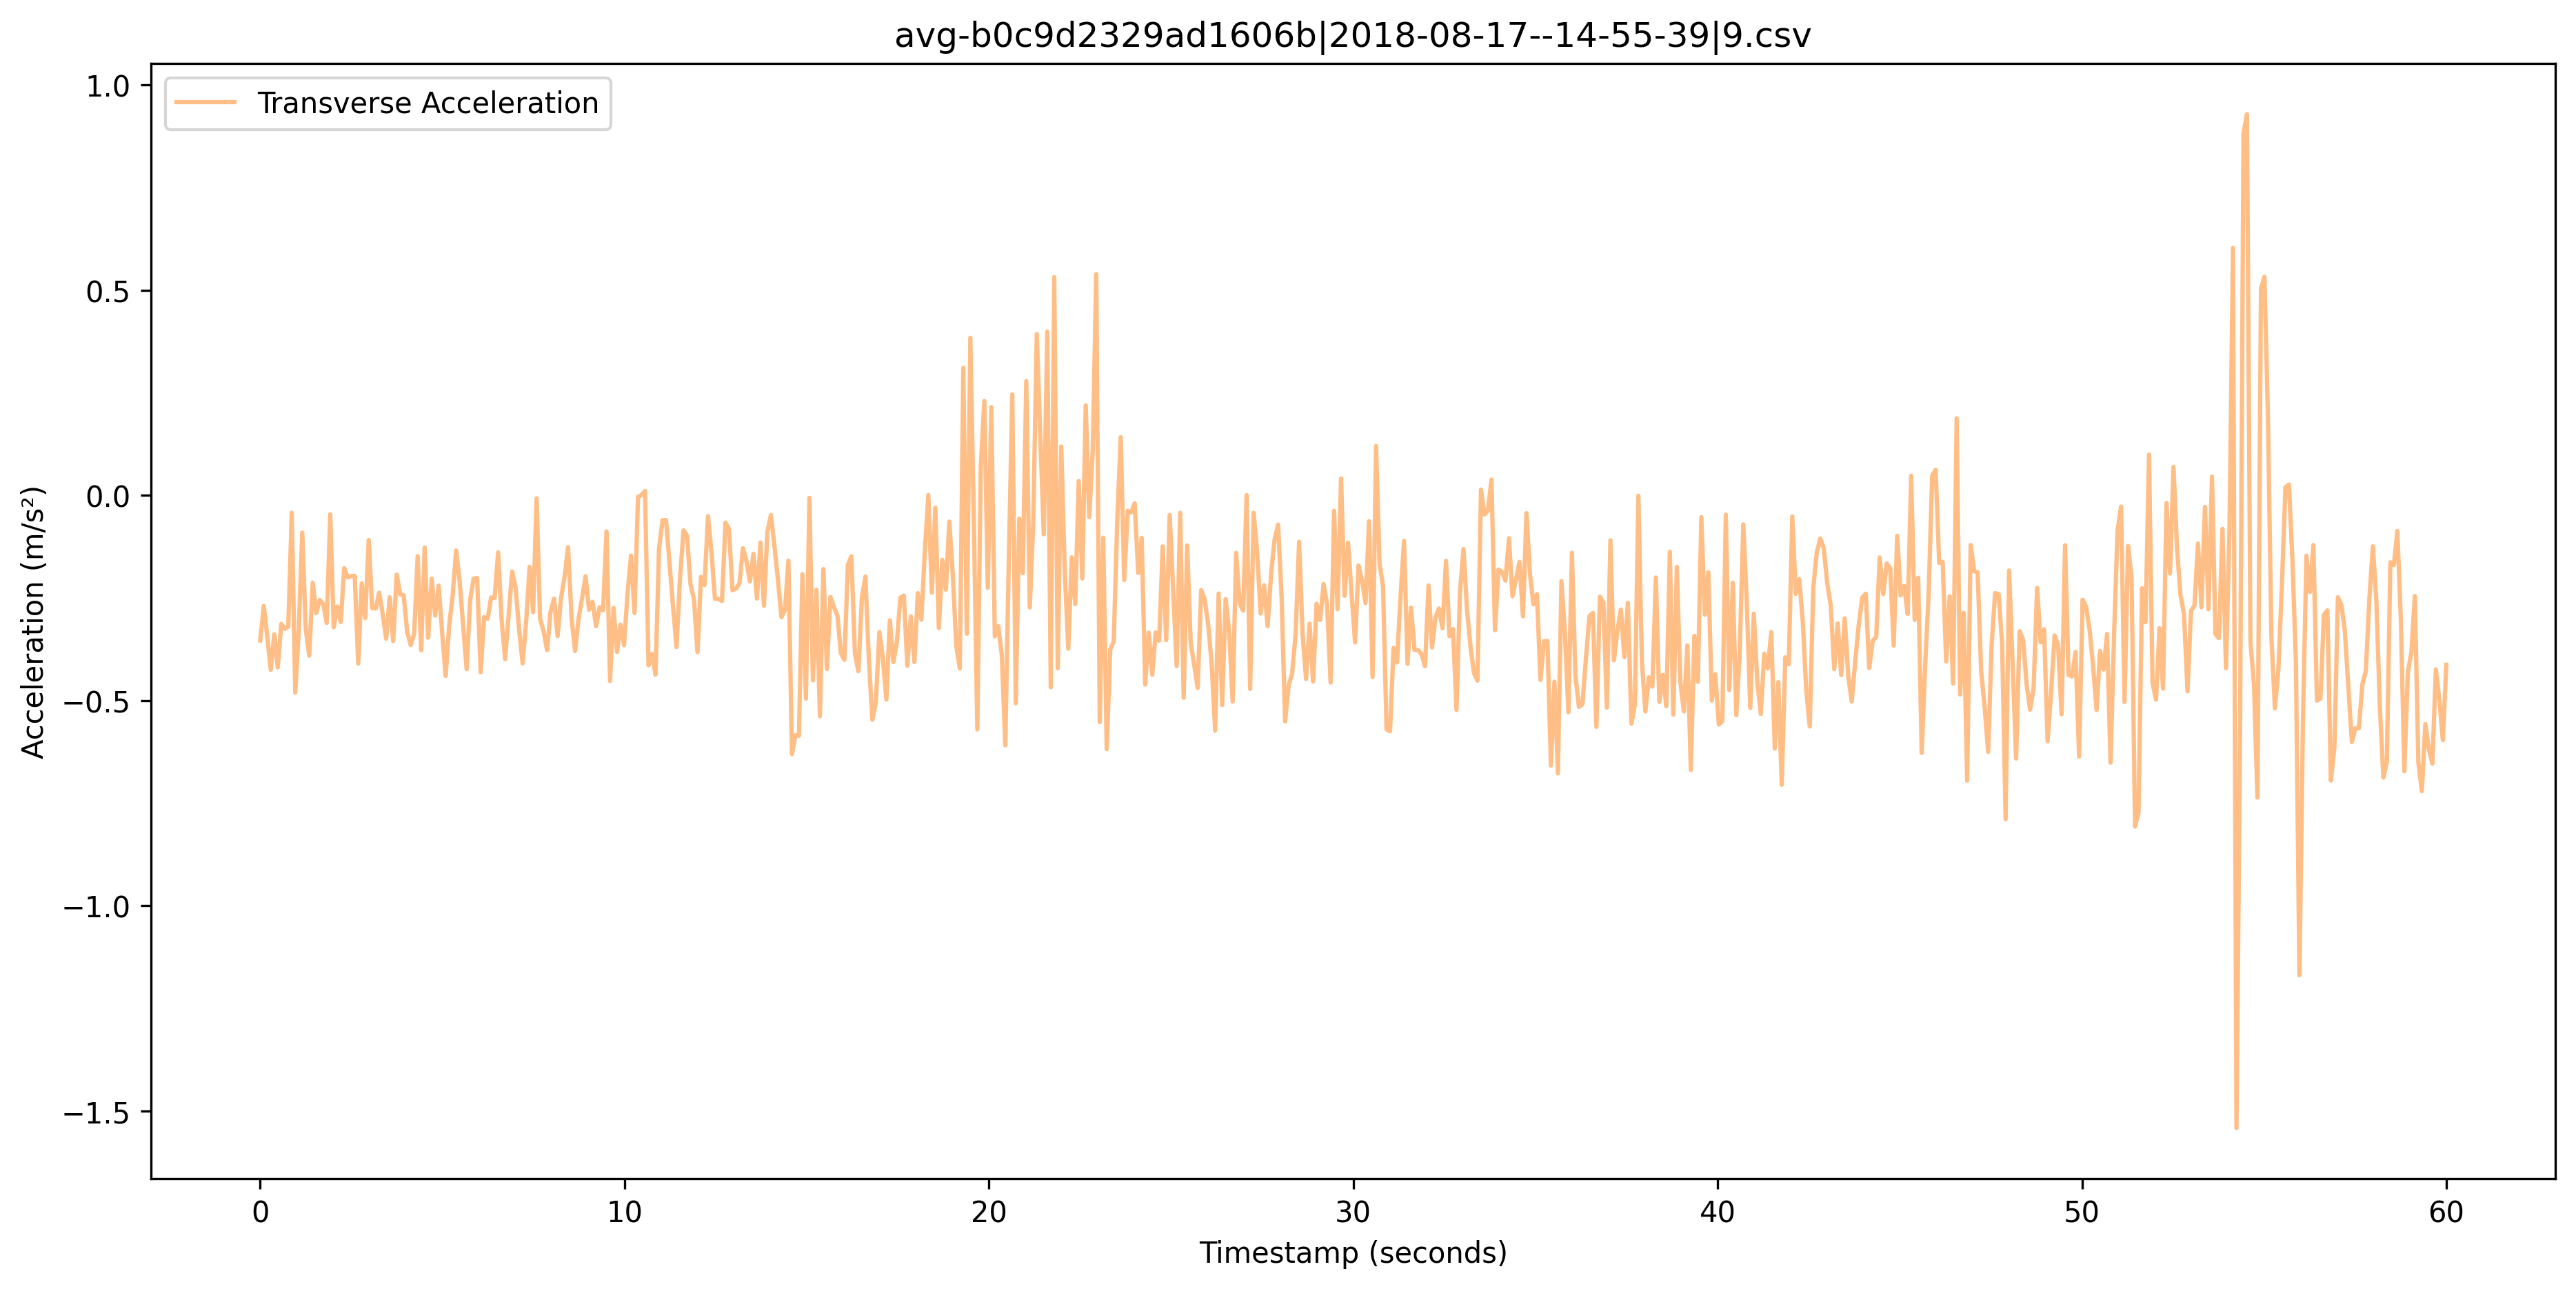 avg-b0c9d2329ad1606b|2018-08-17--14-55-39|9.csv
Transverse Acceleration
Acceleration (m/s²)
1.0
0.5
0.0
−0.5
−1.0
−1.5
0 10 20 30 40 50 60
Timestamp (seconds)